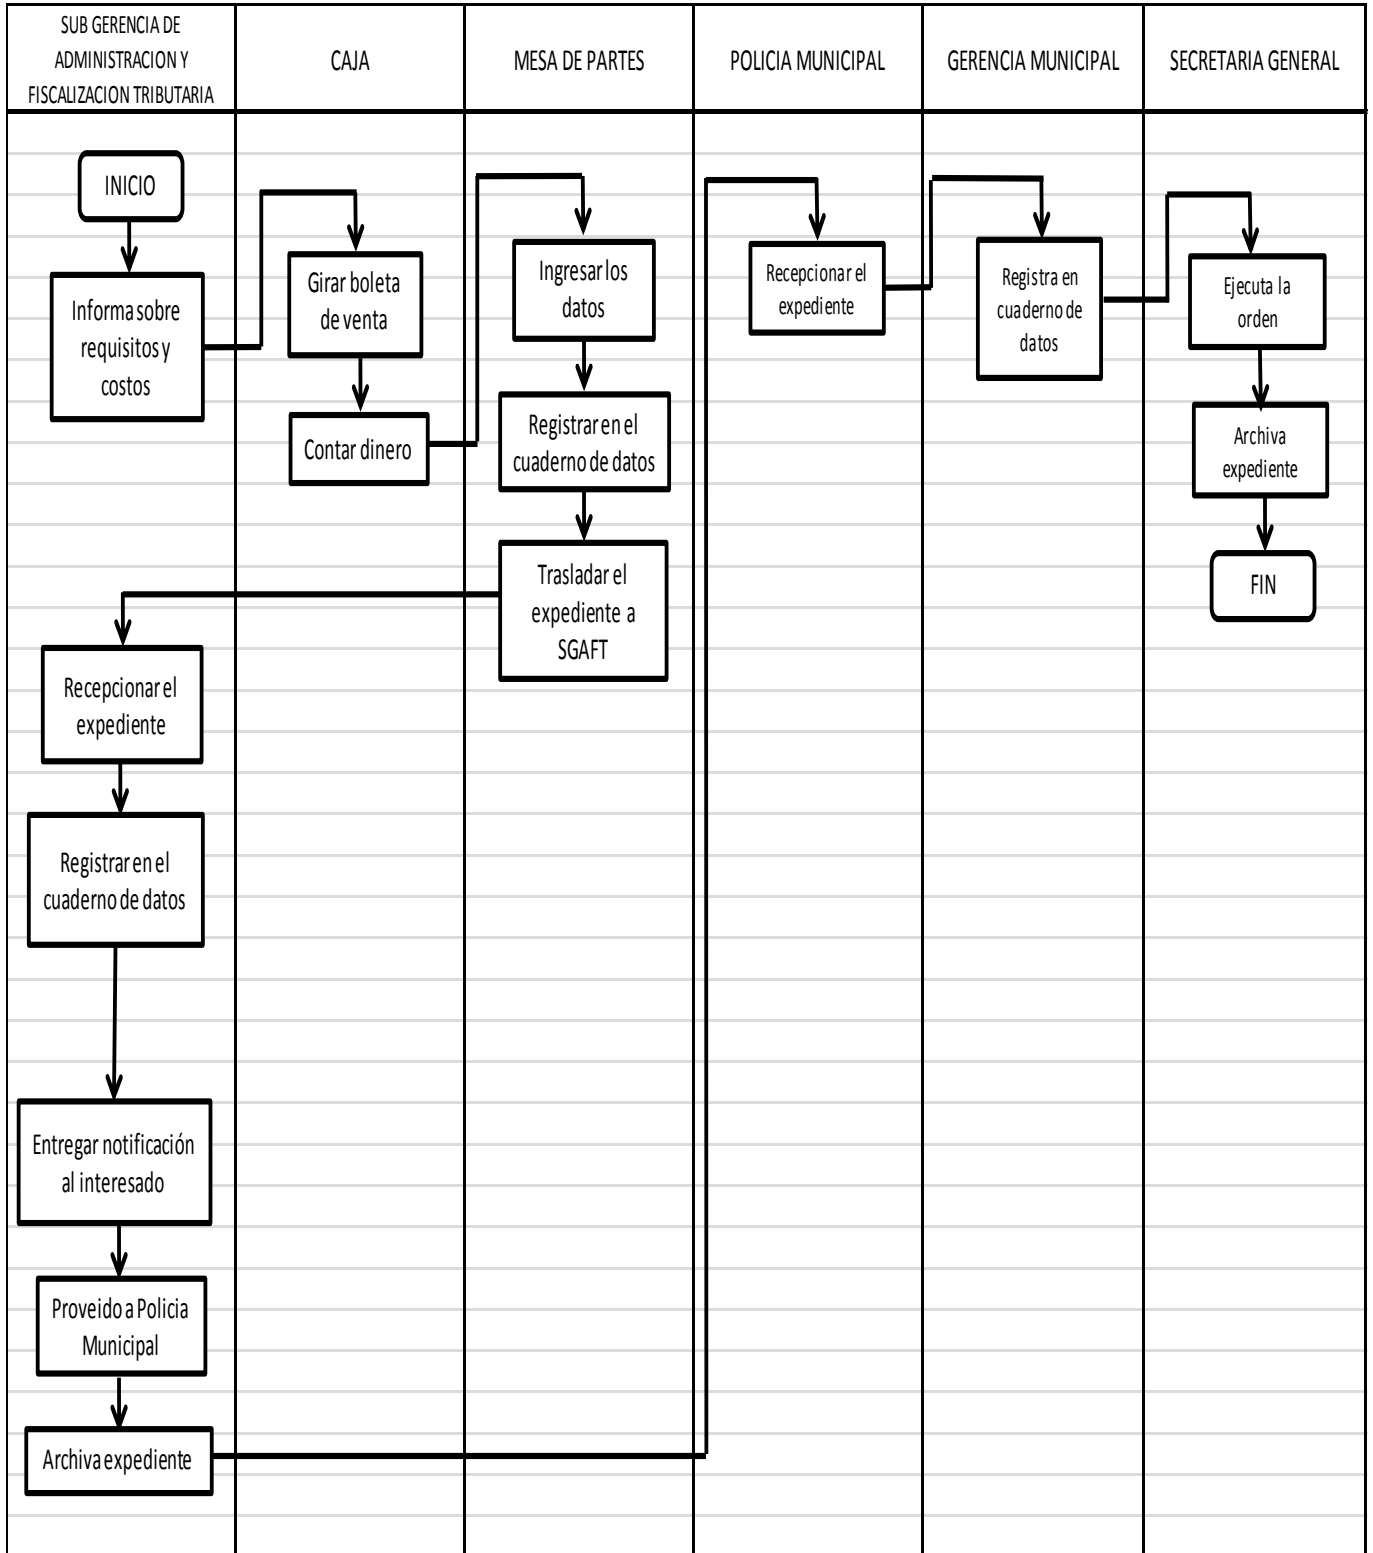 SUB GERENCIA DE
ADMINISTRACION Y
FISCALIZACION TRIBUTARIA
CAJA
MESA DE PARTES
POLICIA MUNICIPAL
GERENCIA MUNICIPAL
SECRETARIA GENERAL
INICIO
Informa sobre
requisitos y
costos
Girar boleta
de venta
Contar dinero
Ingresar los
datos
Registrar en el
cuaderno de datos
Trasladar el
expediente a
SGAFT
Recepcionar el
expediente
Registrar en el
cuaderno de datos
Entregar notificación
al interesado
Proveido a Policia
Municipal
Archiva expediente
Recepcionar el
expediente
Registra en
cuaderno de
datos
Ejecuta la
orden
Archiva
expediente
FIN